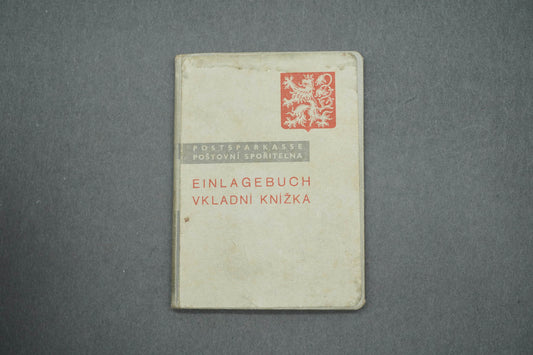 POSTSPARKASSE
POŠTOVNÍ SPOŘITELNA
EINLAGEBUCH
VKLADNÍ KNÍŽKA